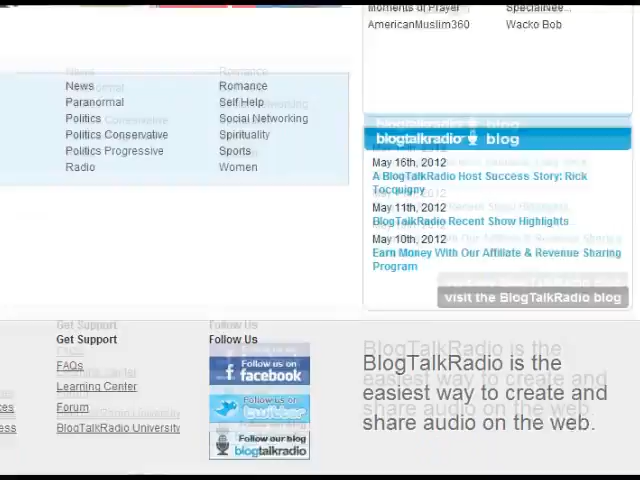 Moments of Prayer
SpecialNee...
AmericanMuslim360
Wacko Bob
News
Romance
Paranormal
Self Help
Politics
Social Networking
Politics Conservative
Spirituality
Politics Progressive
Sports
Radio
Women
blogtalkradio blog
May 16th, 2012
A BlogTalkRadio Host Success Story: Rick
Tocquigny
May 11th, 2012
BlogTalkRadio Recent Show Highlights
May 10th, 2012
Earn Money With Our Affiliate & Revenue Sharing
Program
visit the BlogTalkRadio blog
Get Support
FAQs
Learning Center
Forum
BlogTalkRadio University
Follow Us
Follow us on
facebook
Follow us on
twitter
Follow our blog
blogtalkradio
BlogTalkRadio is the
easiest way to create and
share audio on the web.